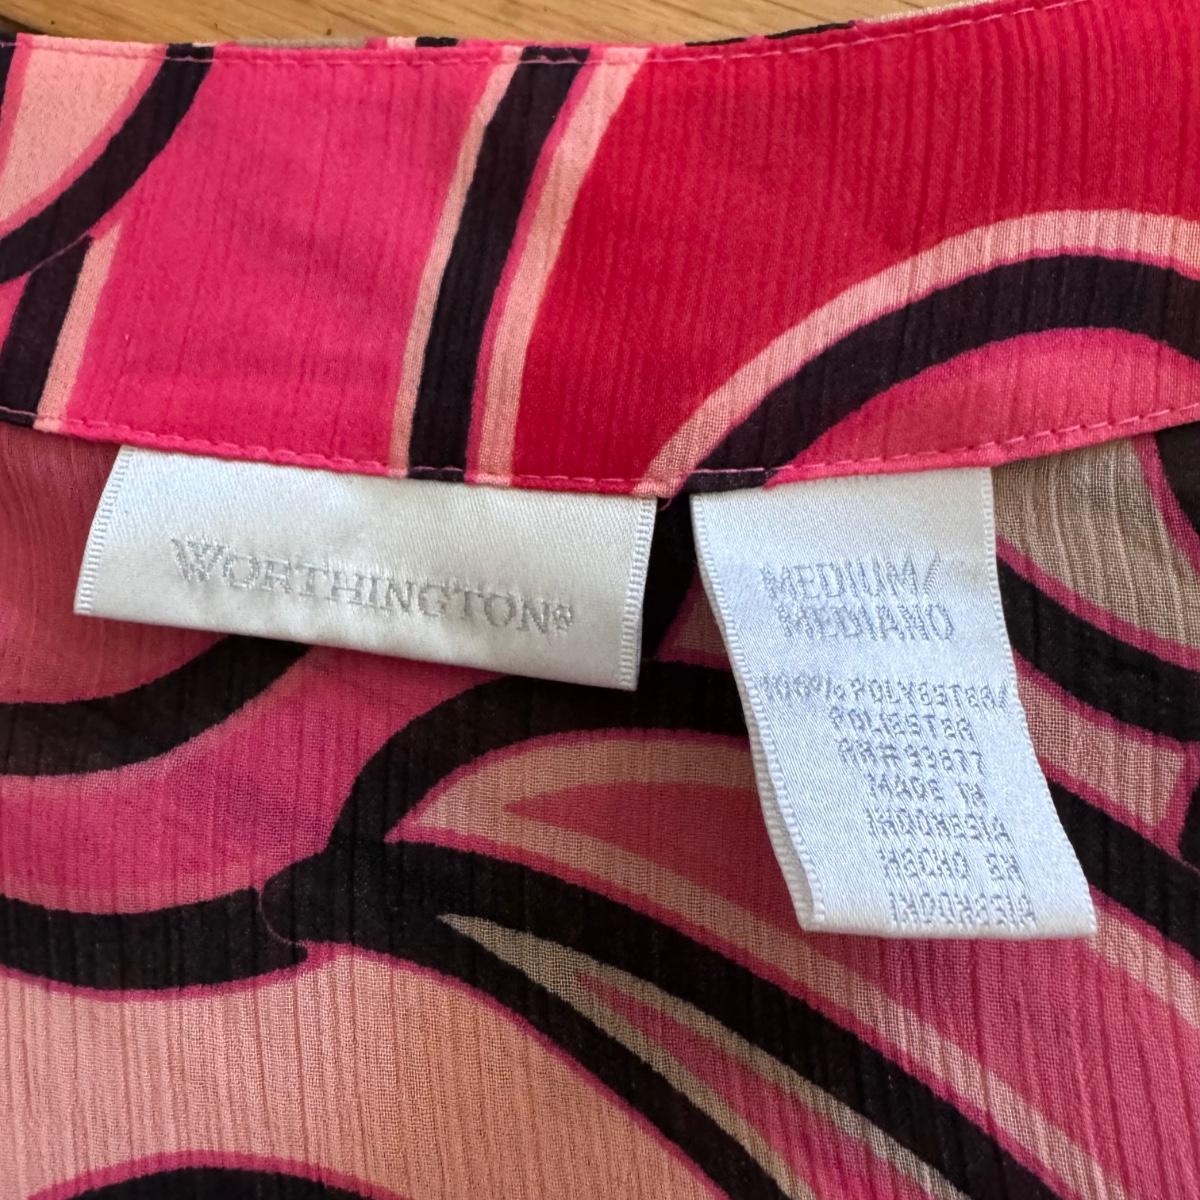 WORTHINGTON®
MEDIUM/
MEDIANO
100% POLYESTER/
POLIESTER
RN#93677
MADE IN
INDONESIA
HECHO EN
INDONESIA